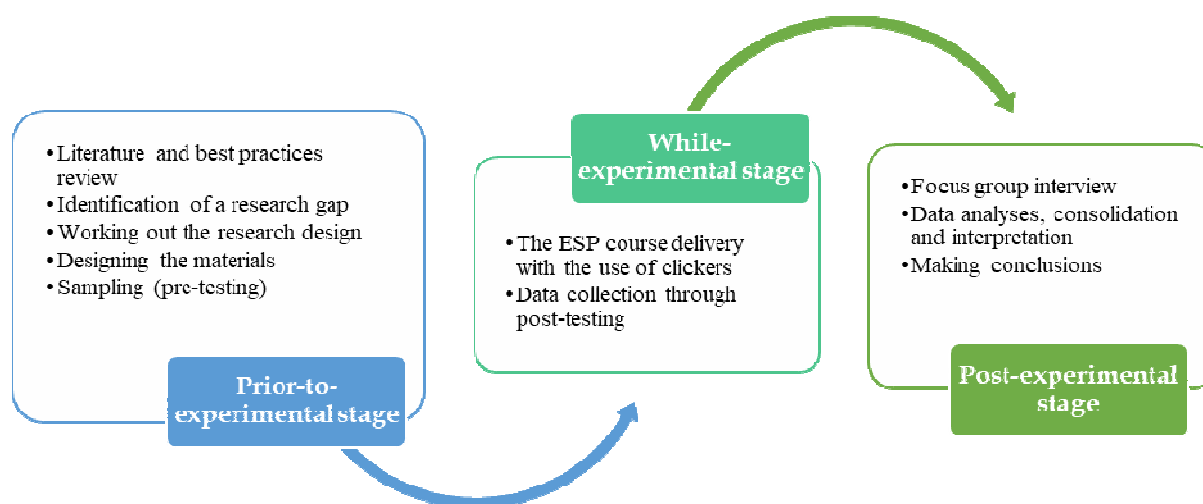 • Literature and best practices
review
• Identification of a research gap
• Working out the research design
• Designing the materials
• Sampling (pre-testing)
Prior-to-
experimental stage
While-
experimental stage
• The ESP course delivery
with the use of clickers
• Data collection through
post-testing
• Focus group interview
• Data analyses, consolidation
and interpretation
• Making conclusions
Post-experimental
stage